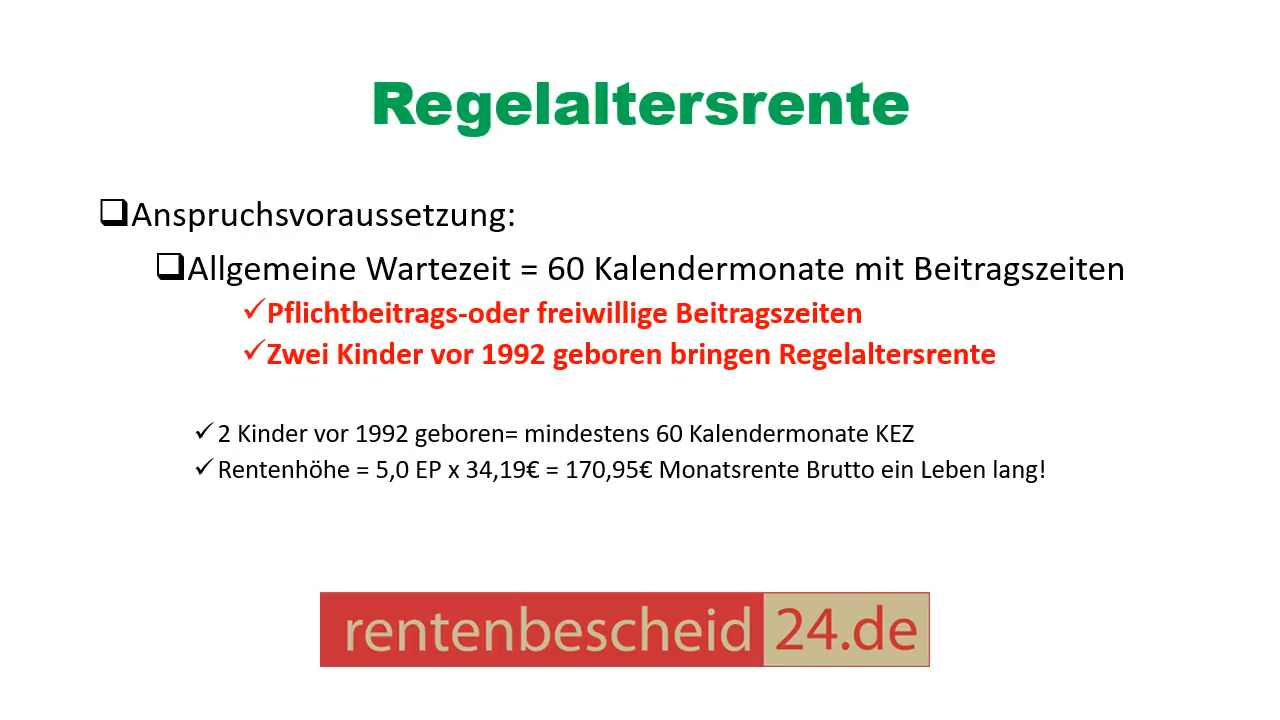 Regelaltersrente
Anspruchsvoraussetzung:
Allgemeine Wartezeit = 60 Kalendermonate mit Beitragszeiten
Pflichtbeitrags-oder freiwillige Beitragszeiten
Zwei Kinder vor 1992 geboren bringen Regelaltersrente
2 Kinder vor 1992 geboren= mindestens 60 Kalendermonate KEZ
Rentenhöhe = 5,0 EP x 34,19€ = 170,95€ Monatsrente Brutto ein Leben lang!
rentenbescheid 24.de